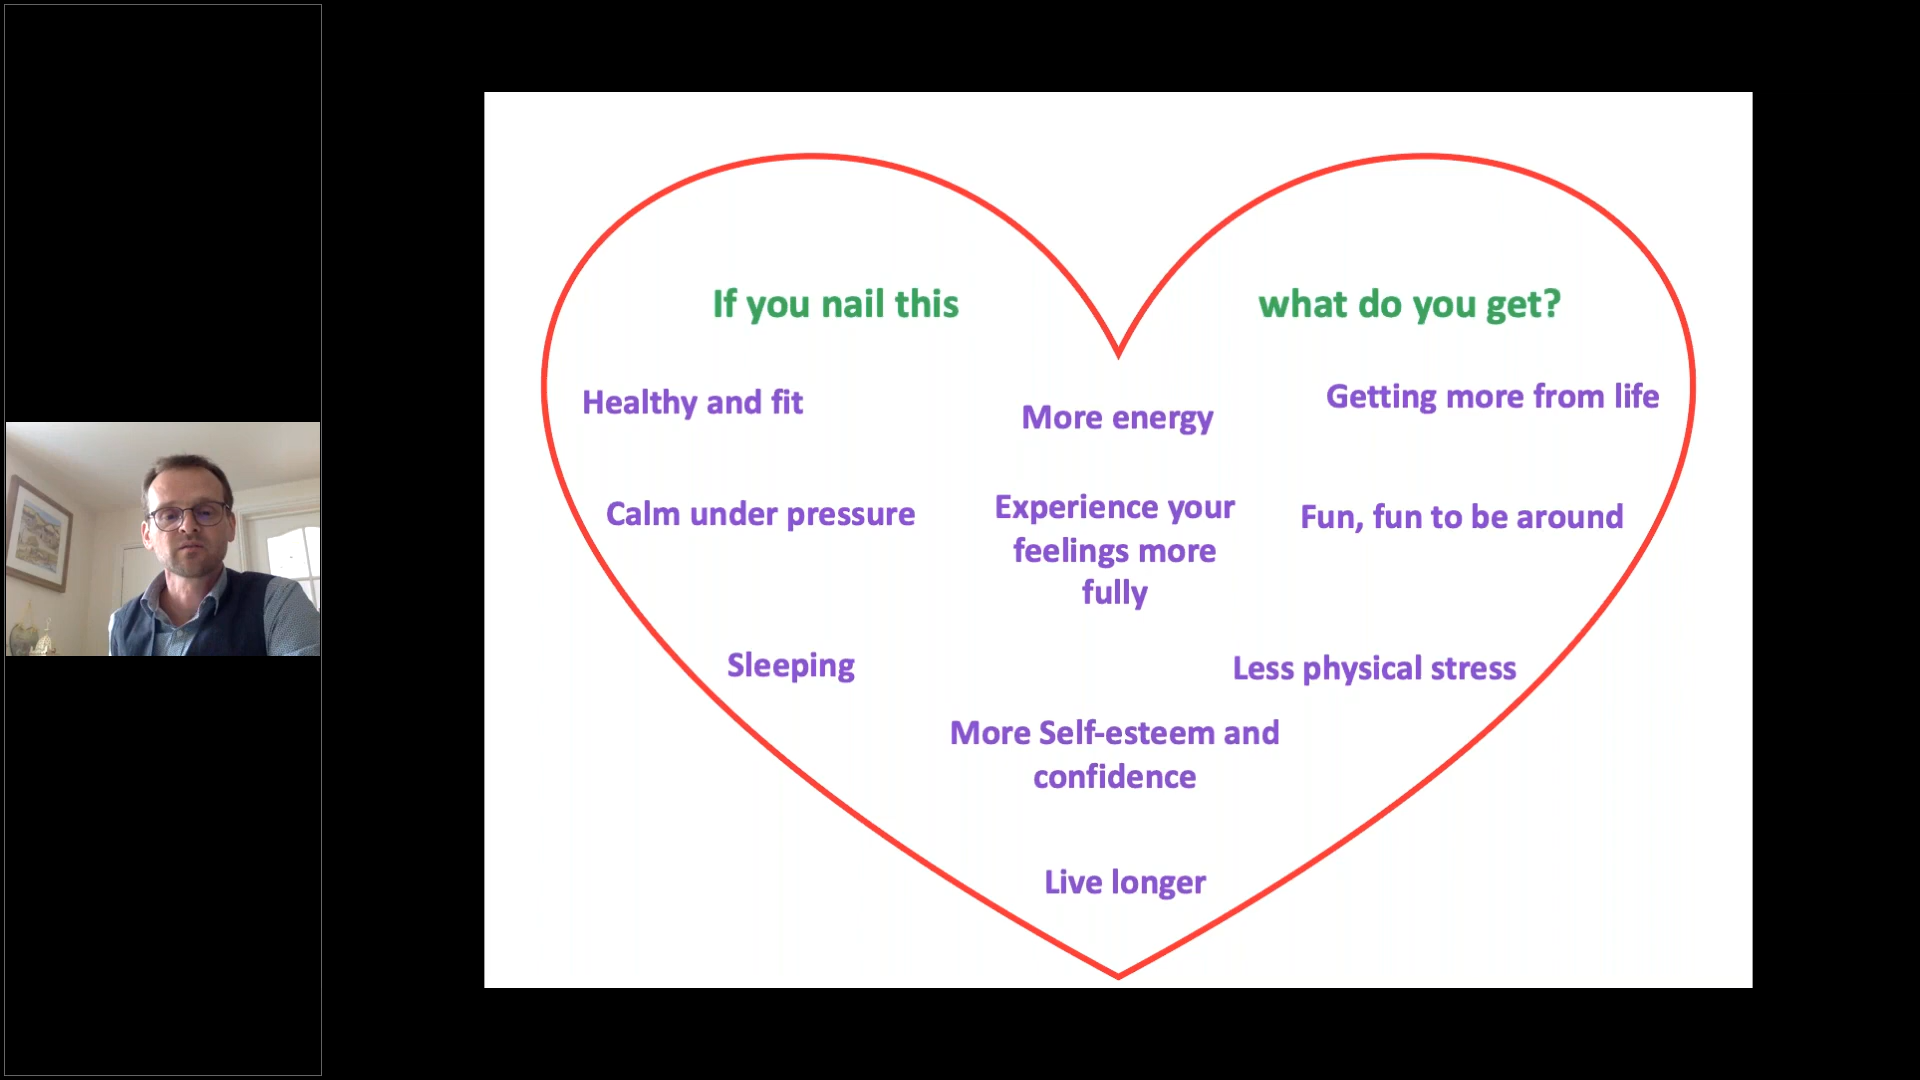 If you nail this
what do you get?
Healthy and fit
More energy
Getting more from life
Calm under pressure
Experience your
feelings more
fully
Fun, fun to be around
Sleeping
Less physical stress
More Self-esteem and
confidence
Live longer